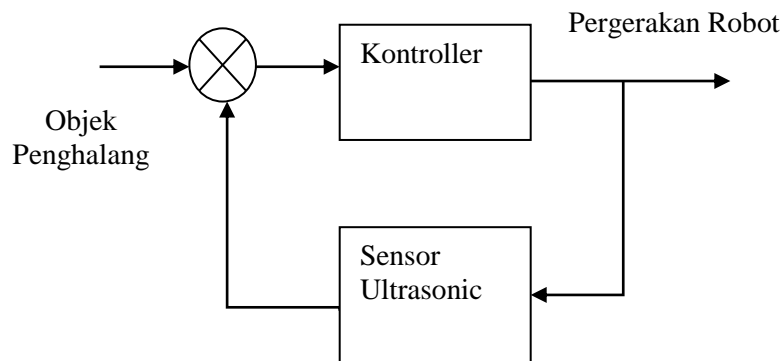 Pergerakan Robot
Kontroller
Objek
Penghalang
Sensor
Ultrasonic